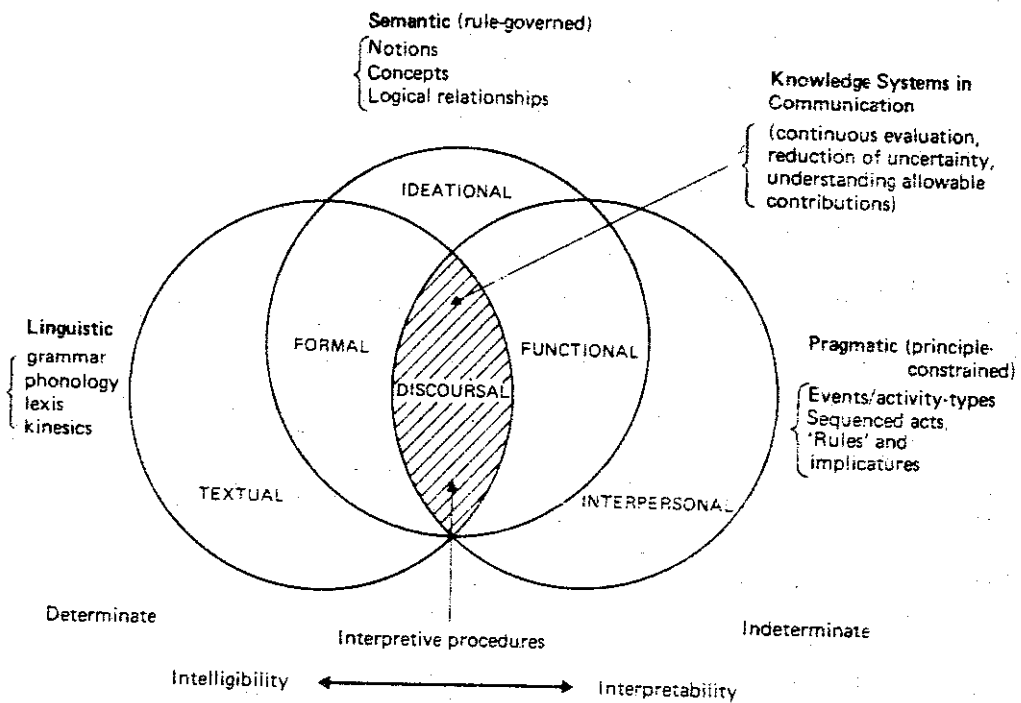 Semantic (rule-governed)
Notions
Concepts
Logical relationships
Knowledge Systems in
Communication
(continuous evaluation,
reduction of uncertainty,
understanding allowable
contributions)
IDEATIONAL
Linguistic
grammar
phonology
lexis
kinesics
FORMAL
FUNCTIONAL
DISCOURSAL
Pragmatic (principle-
constrained)
Events/activity-types
Sequenced acts,
'Rules' and
implicatures
TEXTUAL
INTERPERSONAL
Determinate
Interpretive procedures
Indeterminate
Intelligibility
Interpretability